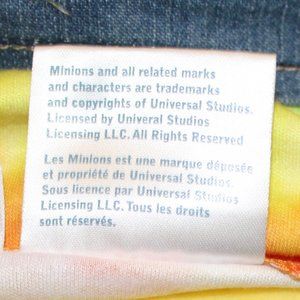 Minions and all related marks
and characters are trademarks
and copyrights of Universal Studios.
Licensed by Univeral Studios
Licensing LLC. All Rights Reserved
Les Minions est une marque déposée
et propriété de Universal Studios.
Sous licence par Universal Studios
Licensing LLC. Tous les droits
sont réservés.